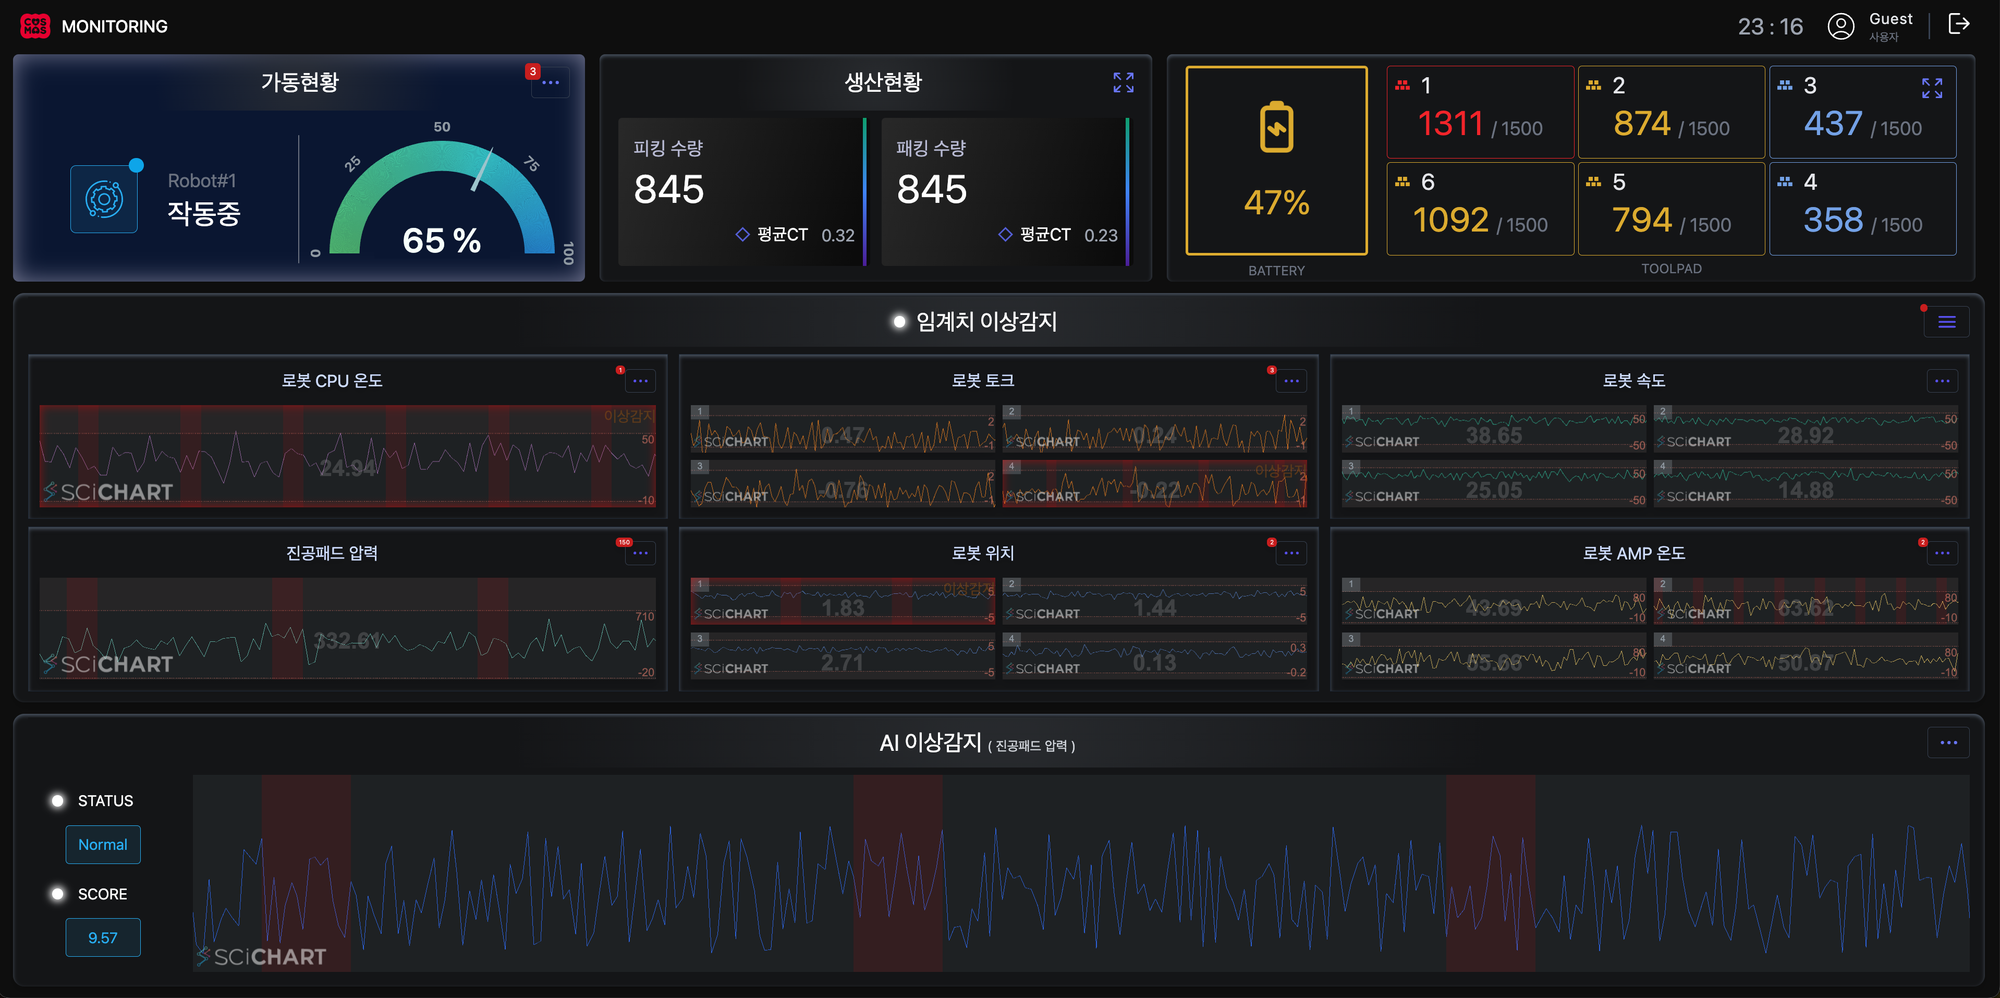 COS
MAS
MONITORING
23 : 16
Guest
사용자
가동현황
3
Robot#1
작동중
0
25
50
75
100
65 %
생산현황
피킹 수량
845
평균CT 0.32
패킹 수량
845
평균CT 0.23
47%
BATTERY
1
1311 / 1500
2
874 / 1500
3
437 / 1500
6
1092 / 1500
5
794 / 1500
4
358 / 1500
TOOLPAD
임계치 이상감지
로봇 CPU 온도
1
이상감지
50
24.94
-10
SCiCHART
로봇 토크
3
1
2
0.47
-1
SCiCHART
2
2
0.24
-1
SCiCHART
3
2
-0.76
-1
SCiCHART
4
이상감지
2
-0.22
-1
SCiCHART
로봇 속도
1
50
38.65
-50
SCiCHART
2
50
28.92
-50
SCiCHART
3
50
25.05
-50
SCiCHART
4
50
14.88
-50
SCiCHART
진공패드 압력
150
710
332.61
-20
SCiCHART
로봇 위치
2
1
이상감지
5
1.83
-5
SCiCHART
2
5
1.44
-5
SCiCHART
3
5
2.71
-5
SCiCHART
4
0.3
0.13
-0.2
SCiCHART
로봇 AMP 온도
2
1
80
43.69
-10
SCiCHART
2
80
63.62
-10
SCiCHART
3
80
-10
SCiCHART
4
80
50.87
-10
SCiCHART
AI 이상감지 ( 진공패드 압력 )
STATUS
Normal
SCORE
9.57
SCiCHART